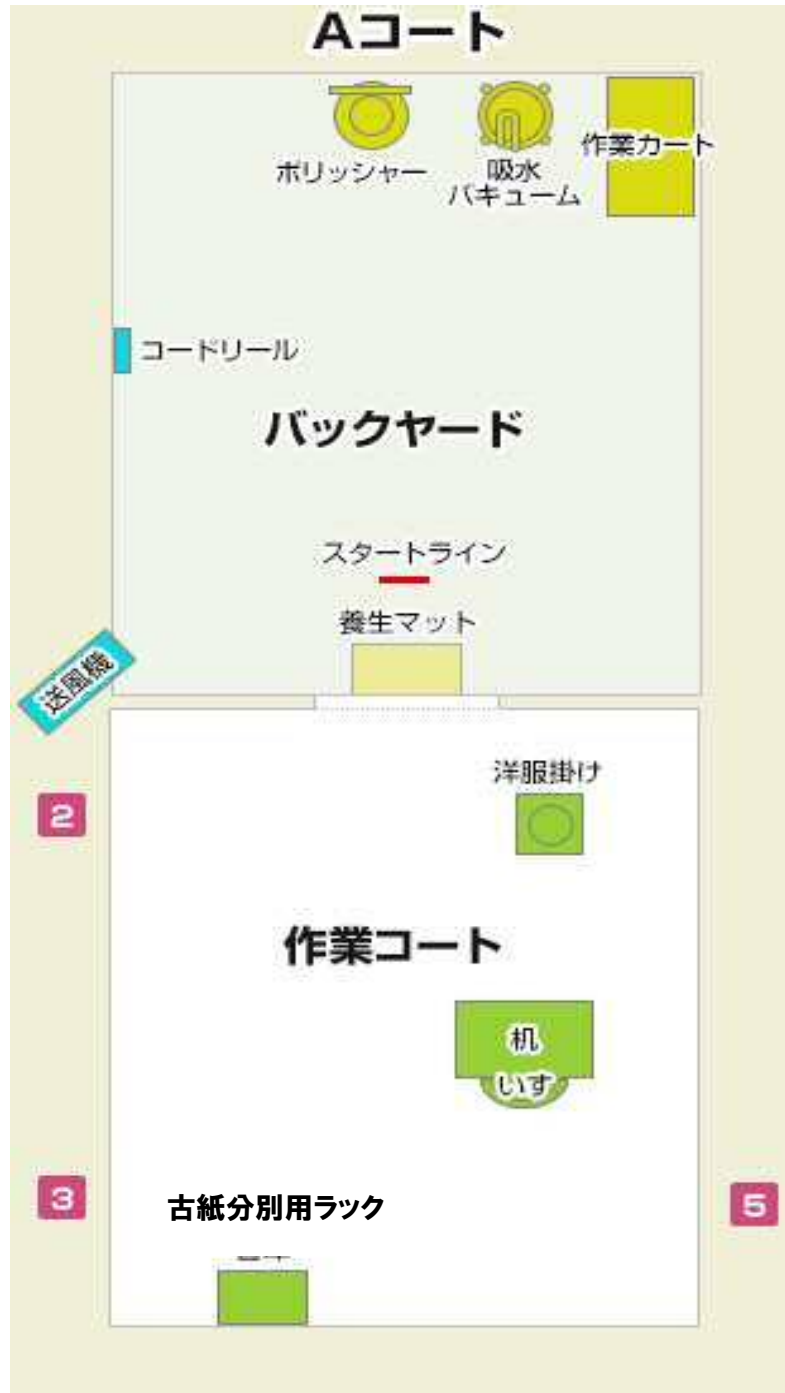 Aコート
ポリッシャー
吸水
バキューム
作業カート
コードリール
バックヤード
スタートライン
養生マット
送風機
洋服掛け
2
作業コート
机
いす
3
古紙分別用ラック
5